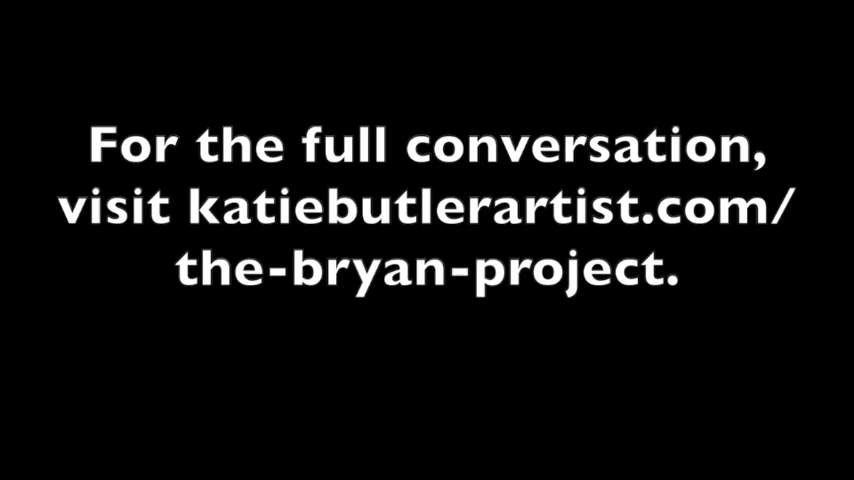 For the full conversation,
visit katiebutlerartist.com/
the-bryan-project.